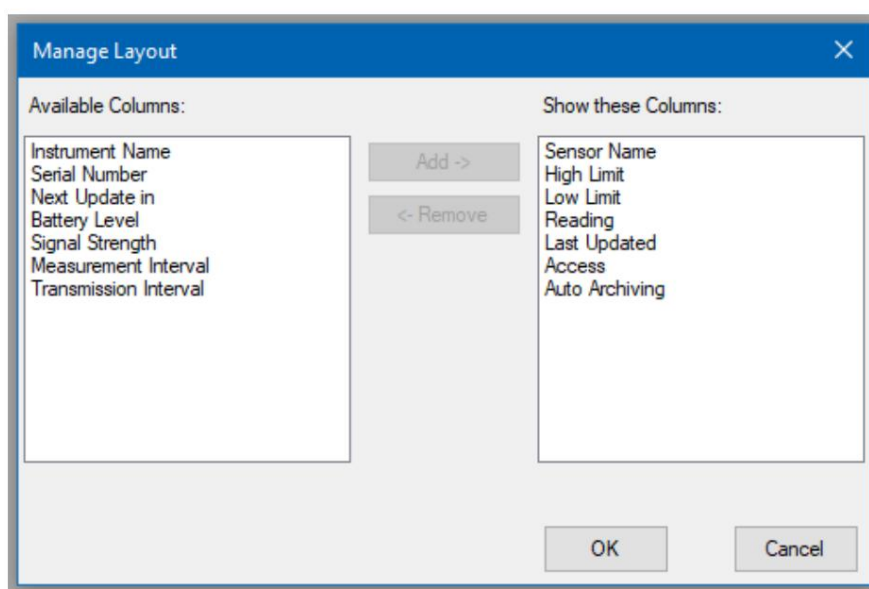 Manage Layout
Available Columns:
Instrument Name
Serial Number
Next Update in
Battery Level
Signal Strength
Measurement Interval
Transmission Interval
Add ->
<- Remove
Show these Columns:
Sensor Name
High Limit
Low Limit
Reading
Last Updated
Access
Auto Archiving
OK
Cancel